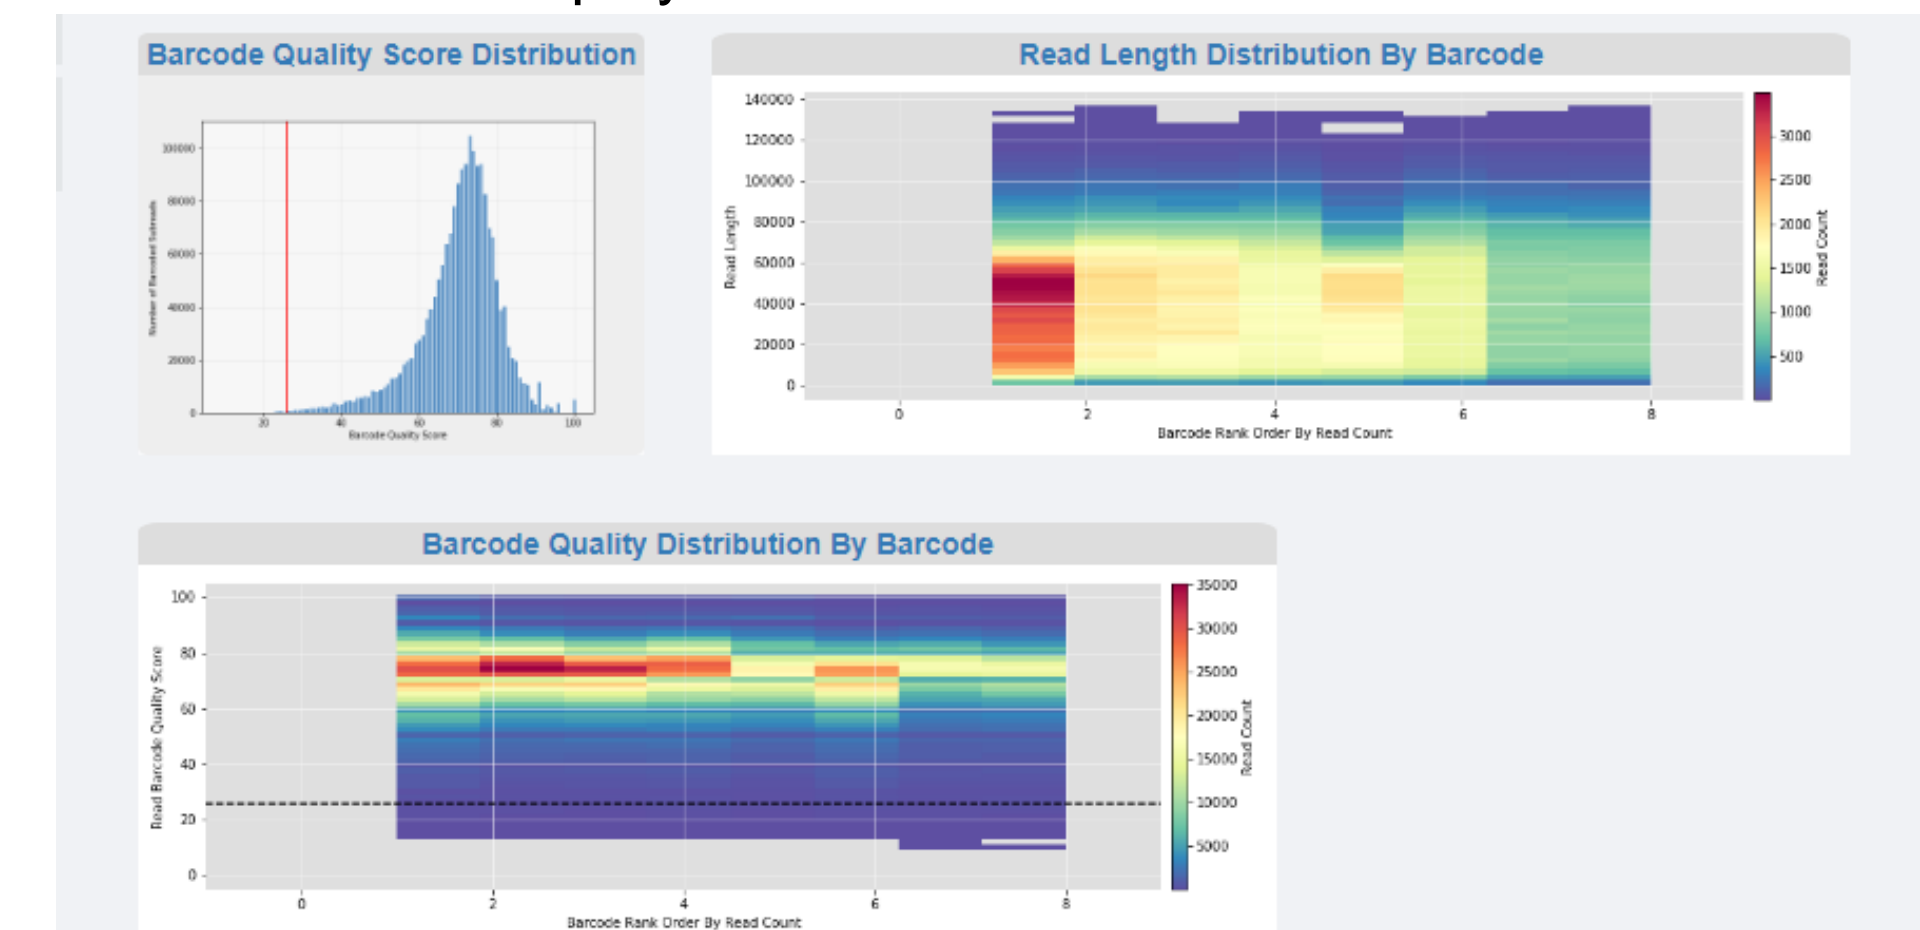 Barcode Quality Score Distribution
100000
80000
60000
40000
20000
0
Number of Barcoded Subreads
20 40 60 80 100
Barcode Quality Score
Read Length Distribution By Barcode
140000
120000
100000
80000
60000
40000
20000
0
Read Length
0 2 4 6 8
Barcode Rank Order By Read Count
3000
2500
2000
1500
1000
500
Read Count
Barcode Quality Distribution By Barcode
100
80
60
40
20
0
Read Barcode Quality Score
0 2 4 6 8
Barcode Rank Order By Read Count
35000
30000
25000
20000
15000
10000
5000
Read Count